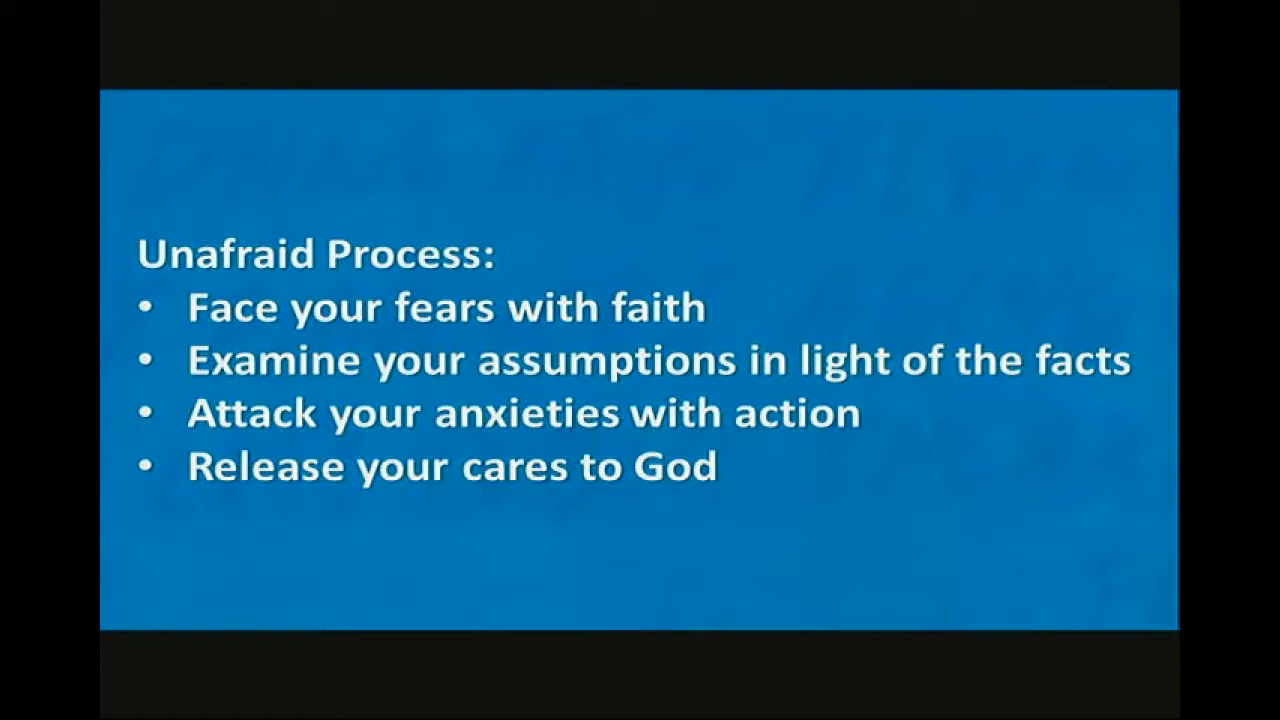 Unafraid Process:
• Face your fears with faith
• Examine your assumptions in light of the facts
• Attack your anxieties with action
• Release your cares to God